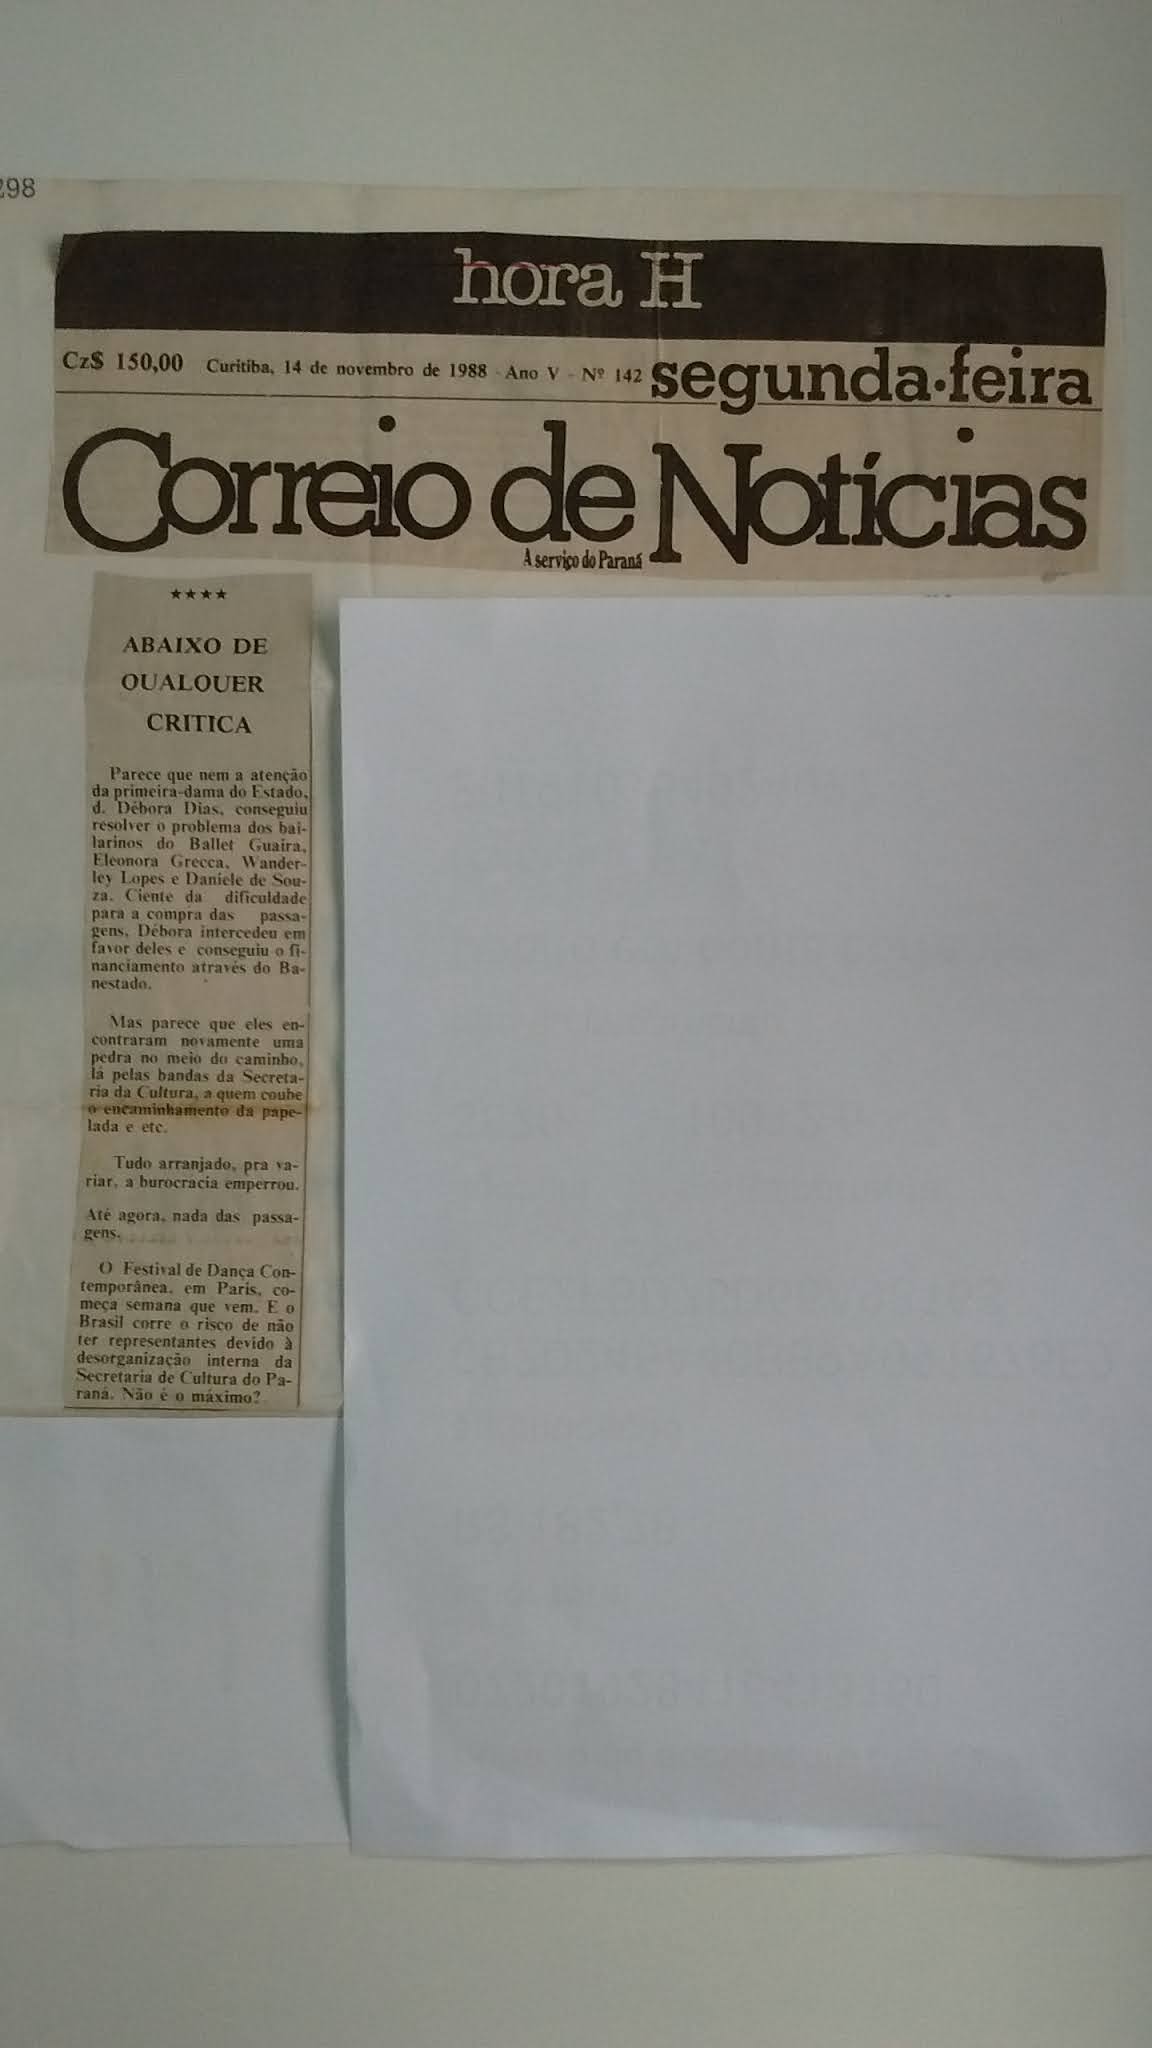 298
hora H
Cz$ 150,00 Curitiba, 14 de novembro de 1988 - Ano V - Nº 142 segunda-feira
Correio de Notícias
A serviço do Paraná
★★★★
ABAIXO DE
QUALQUER
CRITICA
Parece que nem a atenção
da primeira-dama do Estado,
d. Débora Dias, conseguiu
resolver o problema dos bai-
larinos do Ballet Guaira,
Eleonora Grecca, Wander-
ley Lopes e Daniele de Sou-
za. Ciente da dificuldade
para a compra das passa-
gens, Débora intercedeu em
favor deles e conseguiu o fi-
nanciamento através do Ba-
nestado.
Mas parece que eles en-
contraram novamente uma
pedra no meio do caminho,
lá pelas bandas da Secreta-
ria da Cultura, a quem coube
o encaminhamento da pape-
lada e etc.
Tudo arranjado, pra va-
riar, a burocracia emperrou.
Até agora, nada das passa-
gens.
O Festival de Dança Con-
temporânea, em Paris, co-
meça semana que vem. E o
Brasil corre o risco de não
ter representantes devido à
desorganização interna da
Secretaria de Cultura do Pa-
raná. Não é o máximo?